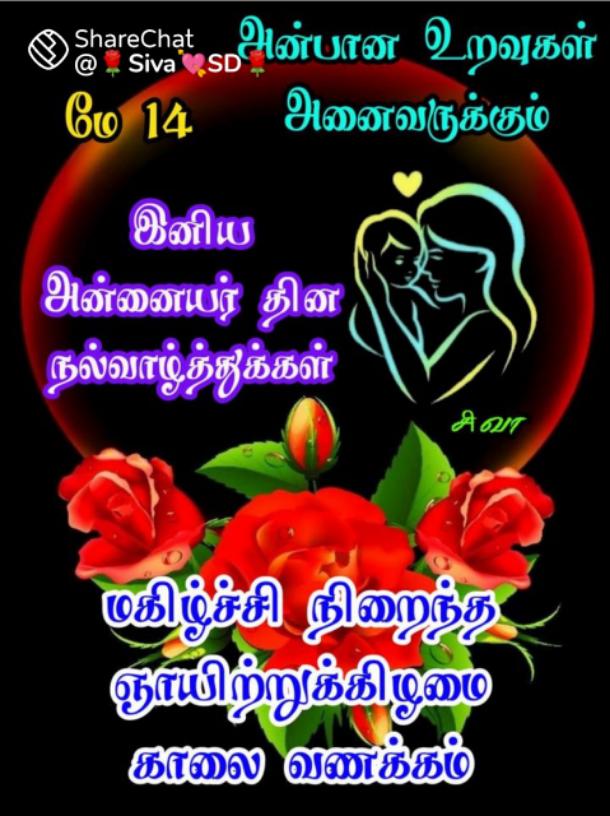 ShareChat
@🌹Siva💘SD🌹
அன்பான உறவுகள்
அனைவருக்கும்
மே 14
இனிய
அன்னையர் தின
நல்வாழ்த்துக்கள்
சிவா
மகிழ்ச்சி நிறைந்த
ஞாயிற்றுக்கிழமை
காலை வணக்கம்